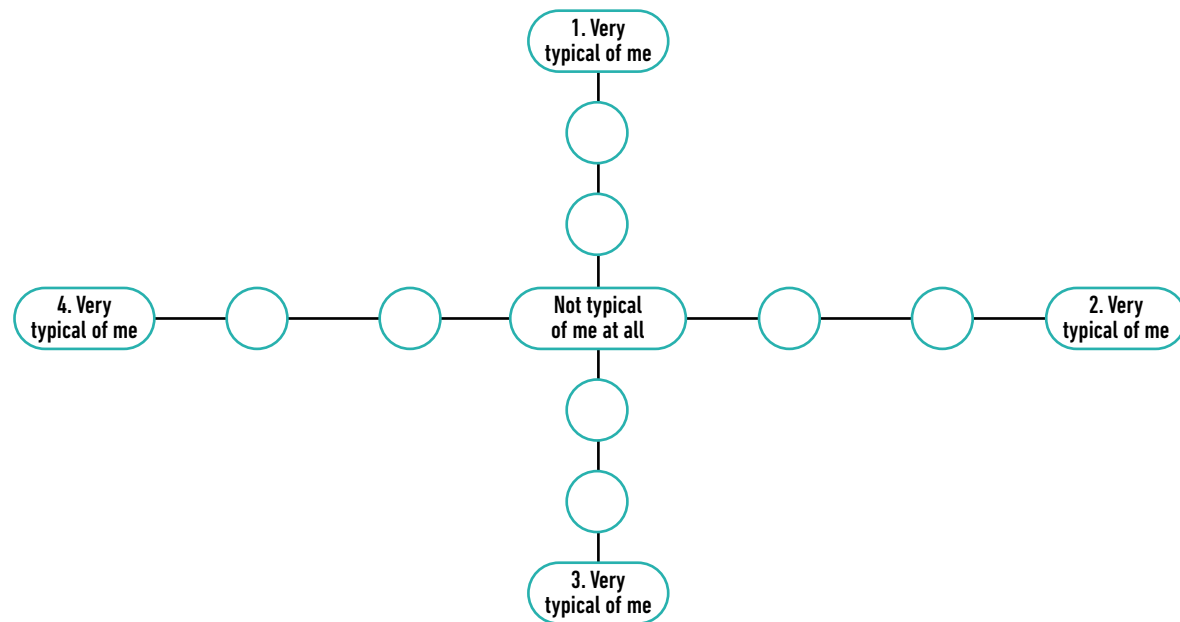 1. Very
typical of me
4. Very
typical of me
Not typical
of me at all
2. Very
typical of me
3. Very
typical of me